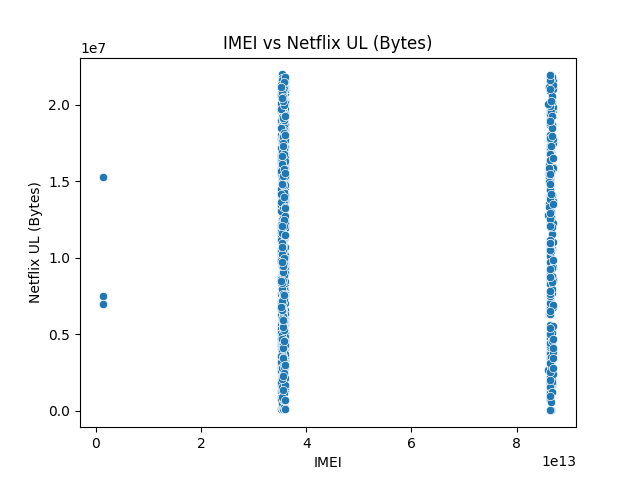 IMEI vs Netflix UL (Bytes)
1e7
2.0
1.5
1.0
0.5
0.0
Netflix UL (Bytes)
0 2 4 6 8
1e13
IMEI